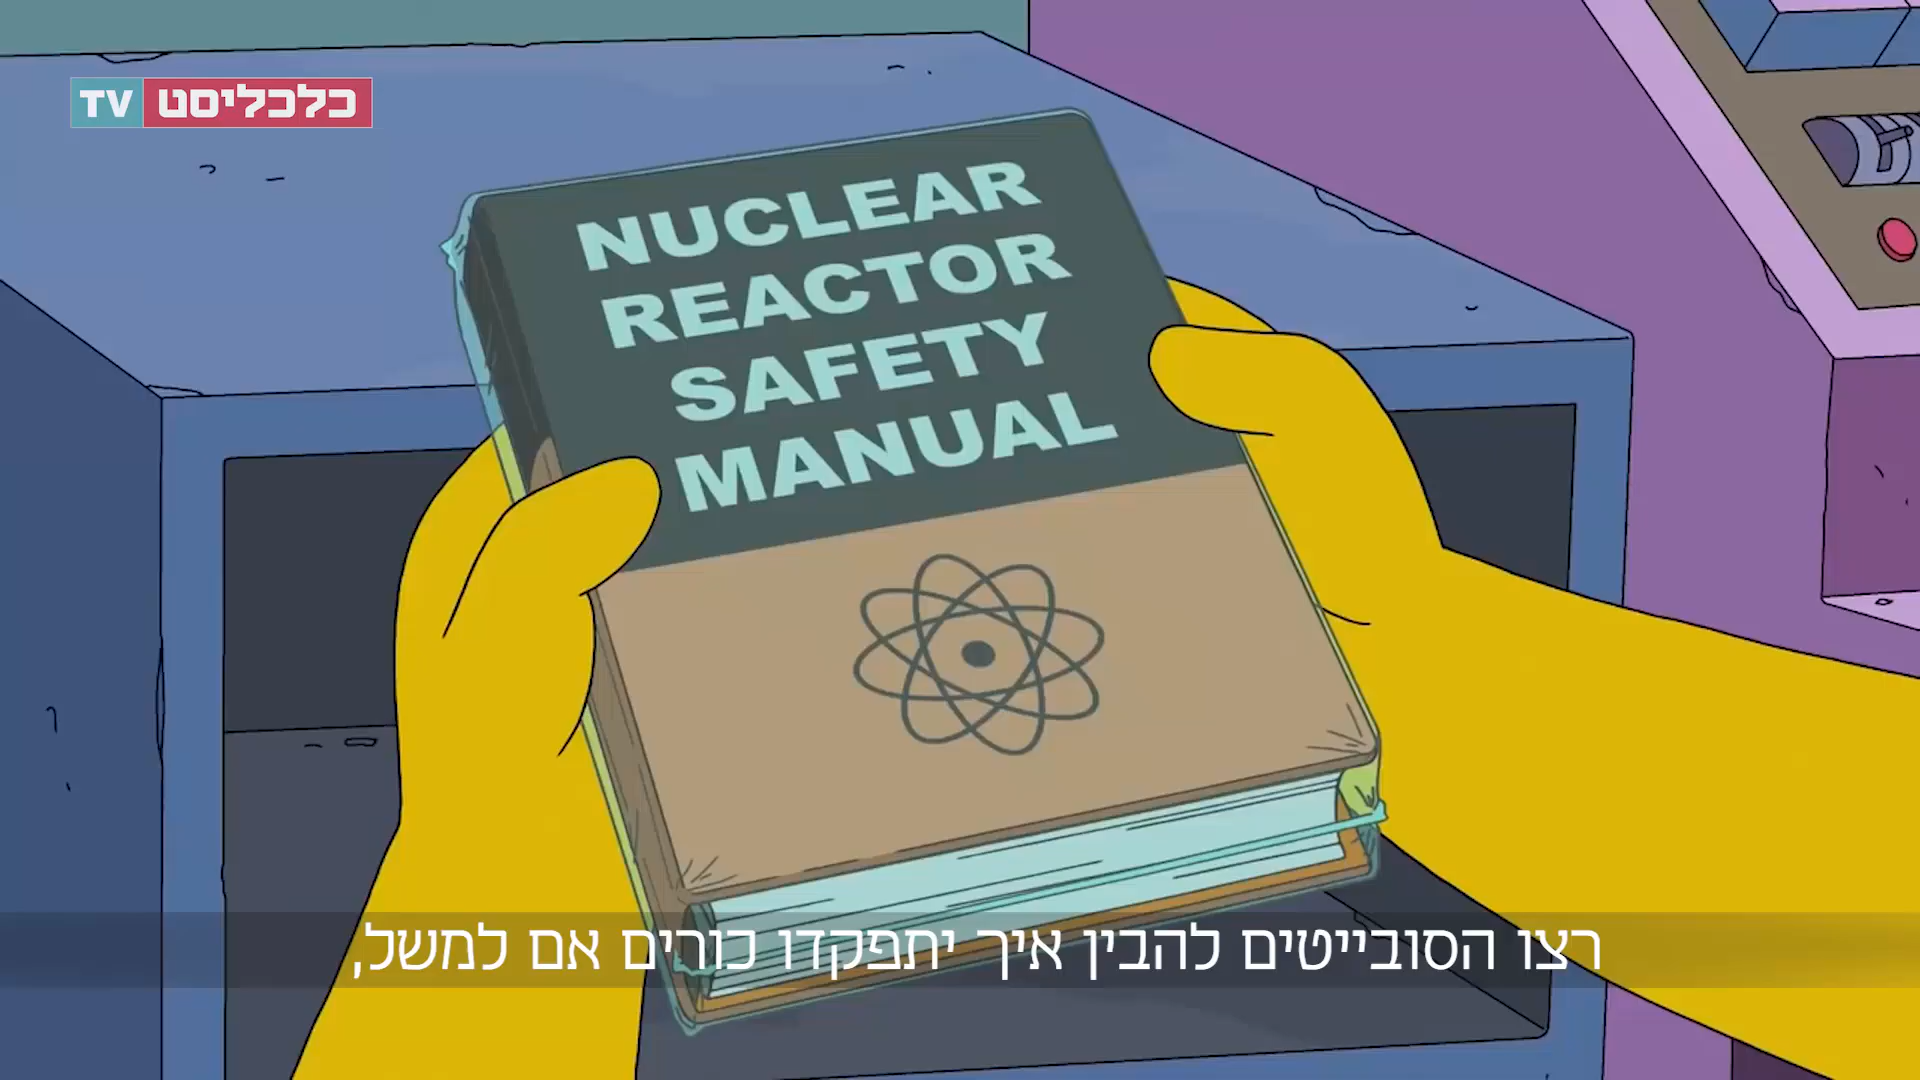 כלכליסט TV
NUCLEAR
REACTOR
SAFETY
MANUAL
רצו הסובייטים להבין איך יתפקדו כורים אם למשל,